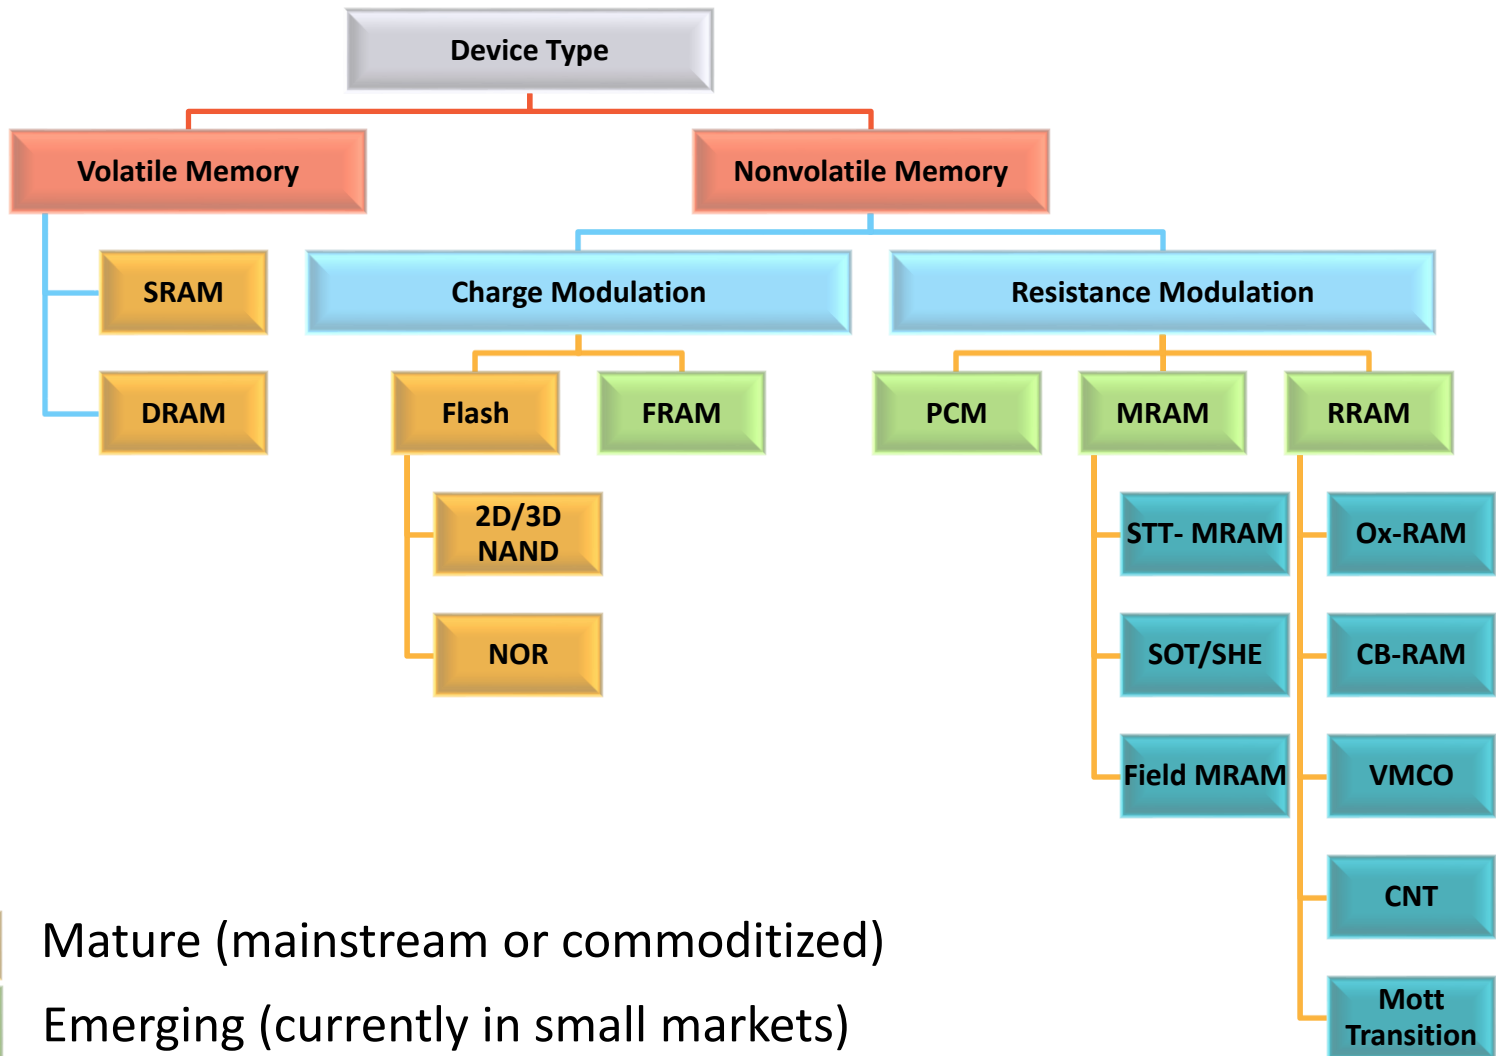 Device Type
Volatile Memory
Nonvolatile Memory
SRAM
Charge Modulation
Resistance Modulation
DRAM
Flash
FRAM
PCM
MRAM
RRAM
2D/3D
NAND
STT- MRAM
Ox-RAM
NOR
SOT/SHE
CB-RAM
Field MRAM
VMCO
CNT
Mature (mainstream or commoditized)
Mott
Transition
Emerging (currently in small markets)